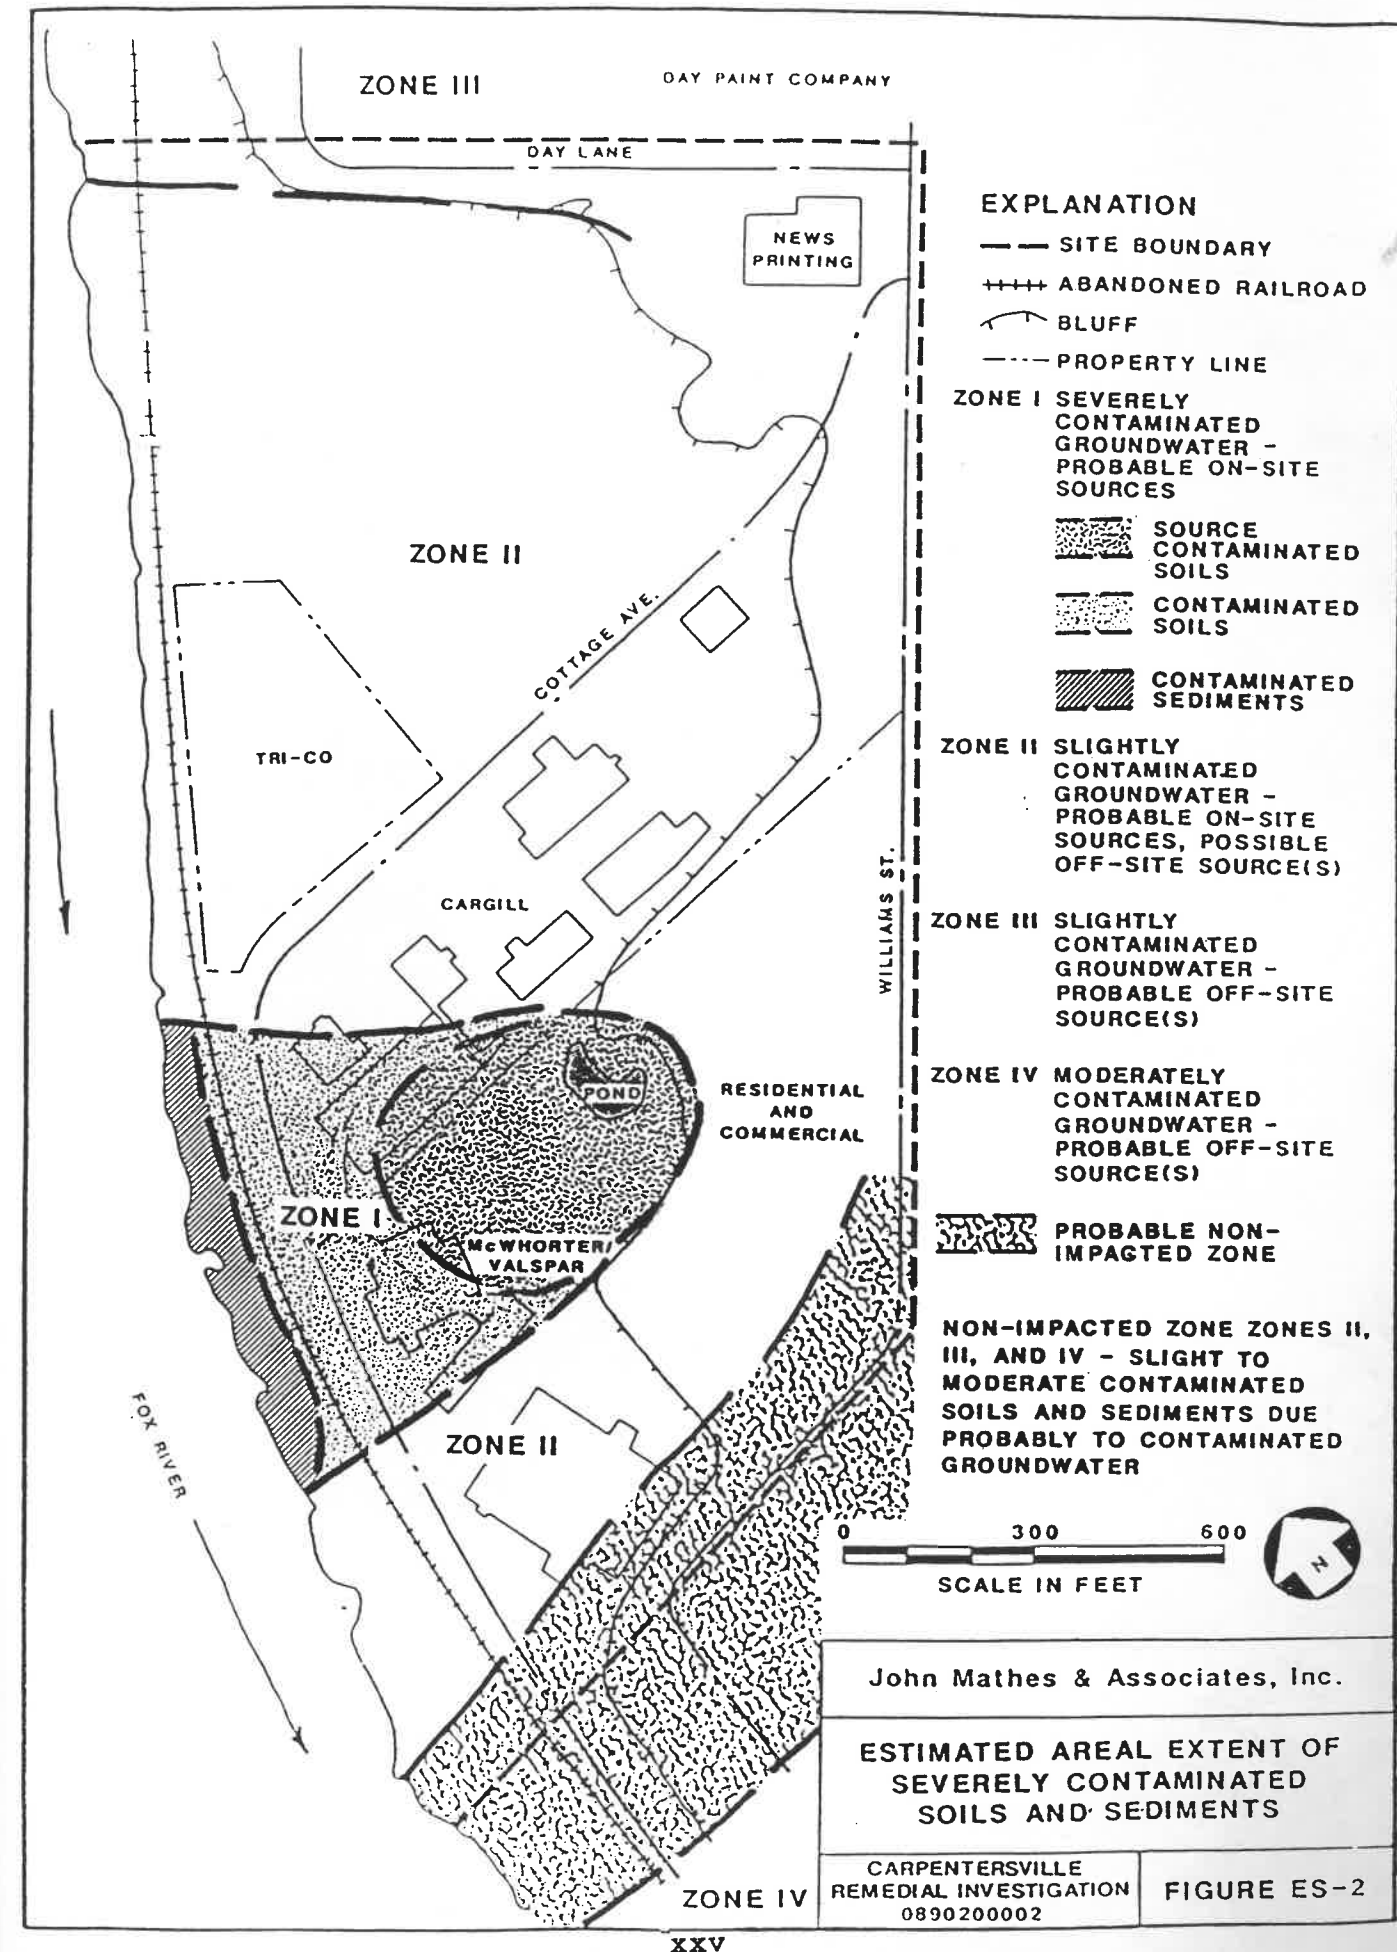 ZONE III
DAY PAINT COMPANY
DAY LANE
NEWS
PRINTING
EXPLANATION
SITE BOUNDARY
ABANDONED RAILROAD
BLUFF
PROPERTY LINE
ZONE I SEVERELY
CONTAMINATED
GROUNDWATER -
PROBABLE ON-SITE
SOURCES
SOURCE
CONTAMINATED
SOILS
CONTAMINATED
SOILS
CONTAMINATED
SEDIMENTS
ZONE II SLIGHTLY
CONTAMINATED
GROUNDWATER -
PROBABLE ON-SITE
SOURCES, POSSIBLE
OFF-SITE SOURCE(S)
ZONE III SLIGHTLY
CONTAMINATED
GROUNDWATER -
PROBABLE OFF-SITE
SOURCE(S)
ZONE IV MODERATELY
CONTAMINATED
GROUNDWATER -
PROBABLE OFF-SITE
SOURCE(S)
PROBABLE NON-
IMPACTED ZONE
NON-IMPACTED ZONE ZONES II,
III, AND IV - SLIGHT TO
MODERATE CONTAMINATED
SOILS AND SEDIMENTS DUE
PROBABLY TO CONTAMINATED
GROUNDWATER
ZONE II
COTTAGE AVE.
TRI-CO
CARGILL
WILLIAMS ST.
POND
RESIDENTIAL
AND
COMMERCIAL
ZONE I
McWHORTER/
VALSPAR
FOX RIVER
ZONE II
ZONE IV
0 300 600
SCALE IN FEET
N
John Mathes & Associates, Inc.
ESTIMATED AREAL EXTENT OF
SEVERELY CONTAMINATED
SOILS AND SEDIMENTS
CARPENTERSVILLE
REMEDIAL INVESTIGATION
0890200002
FIGURE ES-2
xxv